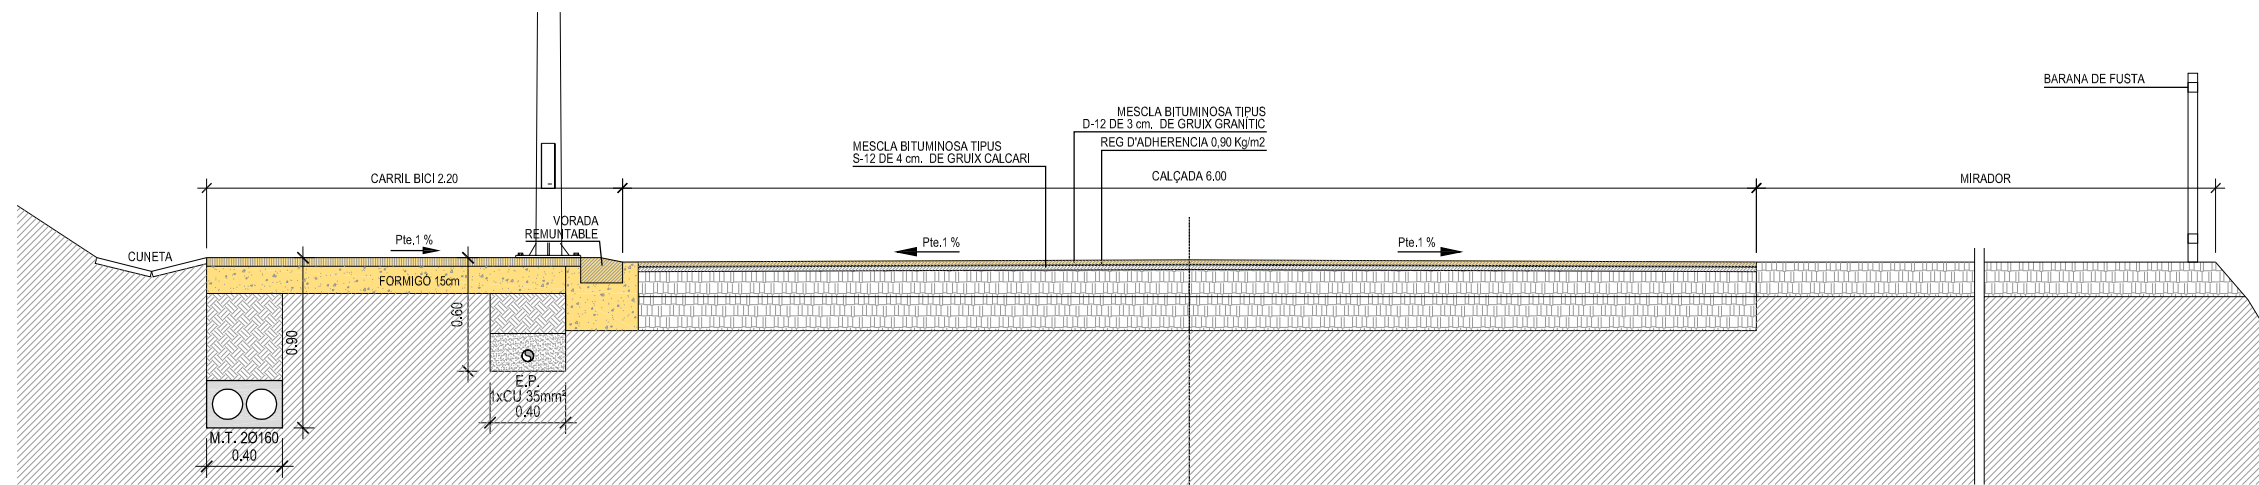 BARANA DE FUSTA
MESCLA BITUMINOSA TIPUS
D-12 DE 3 cm. DE GRUIX GRANÍTIC
REG D'ADHERENCIA 0,90 Kg/m2
MESCLA BITUMINOSA TIPUS
S-12 DE 4 cm. DE GRUIX CALCARI
CARRIL BICI 2.20
CALÇADA 6.00
MIRADOR
VORADA
REMUNTABLE
Pte.1 %
Pte.1 %
Pte.1 %
CUNETA
FORMIGÓ 15cm
0.60
0.90
E.P.
1xCU 35mm²
0.40
M.T. 2Ø160
0.40